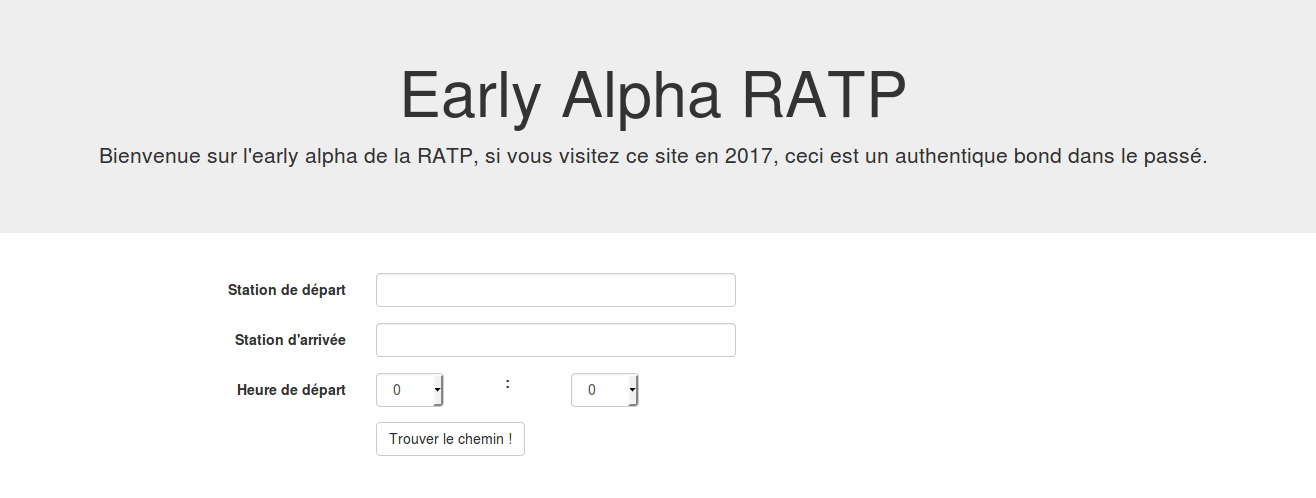 Early Alpha RATP
Bienvenue sur l'early alpha de la RATP, si vous visitez ce site en 2017, ceci est un authentique bond dans le passé.
Station de départ
Station d'arrivée
Heure de départ 0 : 0
Trouver le chemin !